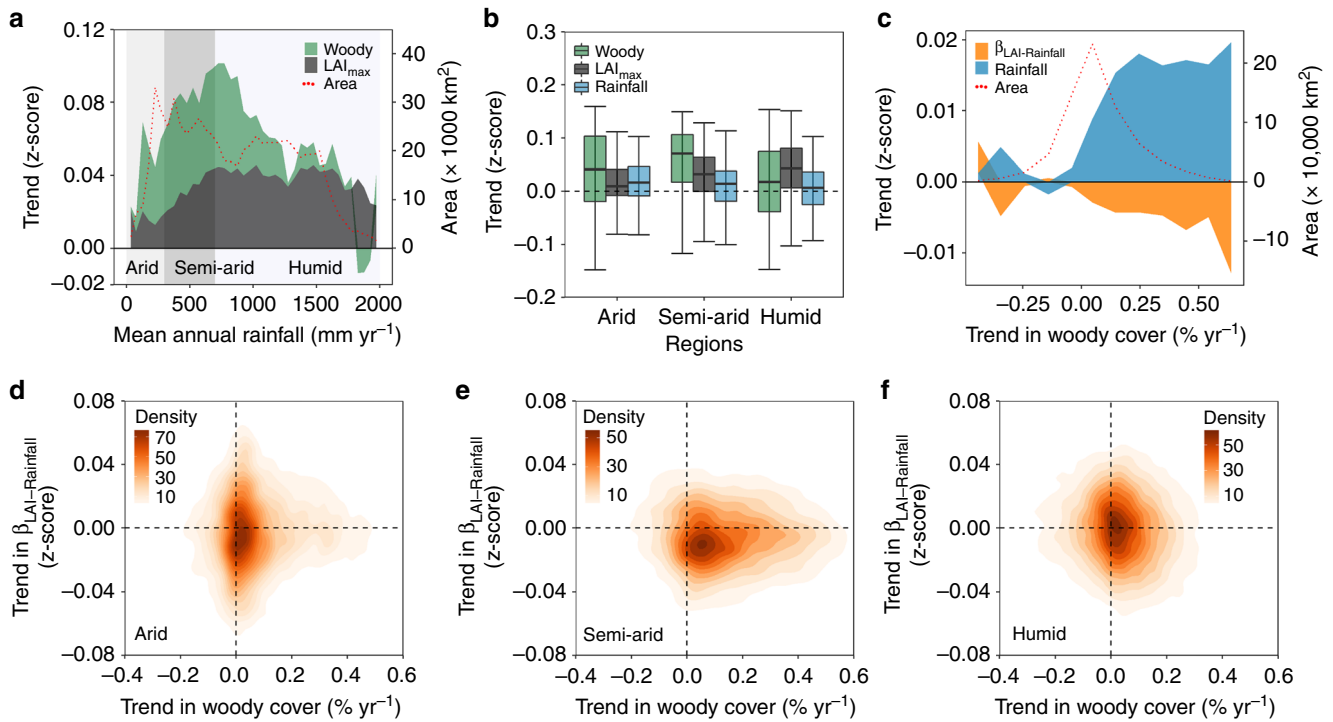 a
Trend (z-score)
0.12
0.08
0.04
0.00
−0.02
Woody
LAImax
Area
Arid
Semi-arid
Humid
0
500
1000
1500
2000
Mean annual rainfall (mm yr−1)
40
30
20
10
0
Area (× 1000 km2)
b
Trend (z-score)
0.3
0.2
0.1
0.0
−0.1
−0.2
Woody
LAImax
Rainfall
Arid
Semi-arid
Humid
Regions
c
Trend (z-score)
0.02
0.01
0.00
−0.01
βLAI-Rainfall
Rainfall
Area
−0.25
0.00
0.25
0.50
Trend in woody cover (% yr−1)
20
10
0
−10
Area (× 10,000 km2)
d
Trend in βLAI–Rainfall
(z-score)
0.08
0.04
0.00
−0.04
−0.08
Density
70
50
30
10
Arid
−0.4
−0.2
0.0
0.2
0.4
0.6
Trend in woody cover (% yr−1)
e
Trend in βLAI–Rainfall
(z-score)
0.08
0.04
0.00
−0.04
−0.08
Density
50
30
10
Semi-arid
−0.4
−0.2
0.0
0.2
0.4
0.6
Trend in woody cover (% yr−1)
f
Trend in βLAI–Rainfall
(z-score)
0.08
0.04
0.00
−0.04
−0.08
Density
50
30
10
Humid
−0.4
−0.2
0.0
0.2
0.4
0.6
Trend in woody cover (% yr−1)